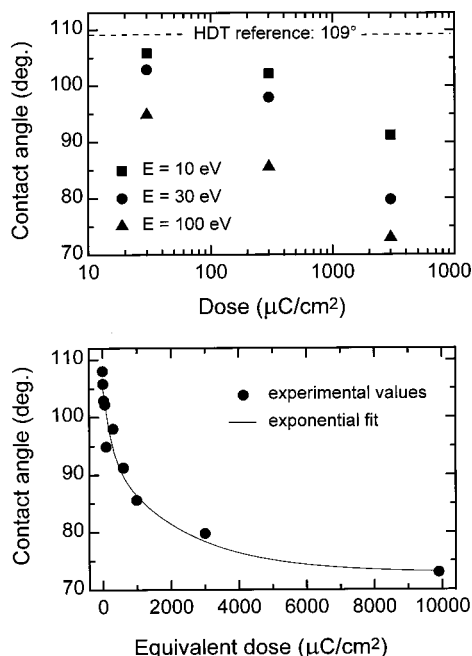 110
HDT reference: 109°
100
90
80
70
Contact angle (deg.)
E = 10 eV
E = 30 eV
E = 100 eV
10
100
1000
1000
Dose (μC/cm²)
110
100
90
80
70
Contact angle (deg.)
experimental values
exponential fit
0
2000
4000
6000
8000
10000
Equivalent dose (μC/cm²)